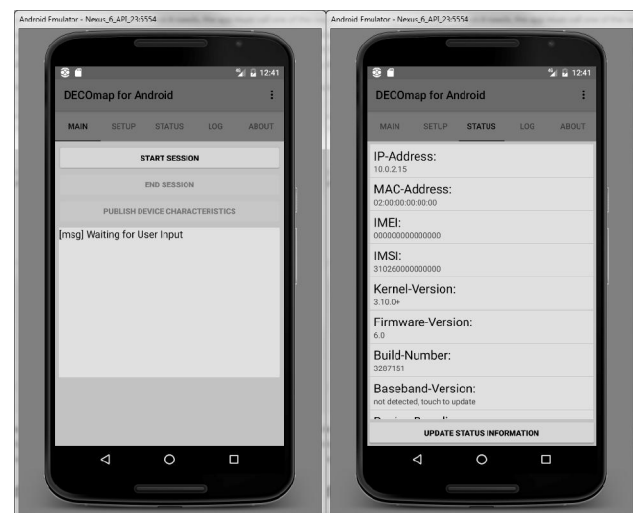 Android Emulator - Nexus_6_API_23:5554
12:41
DECOmap for Android
MAIN SETUP STATUS LOG ABOUT
START SESSION
END SESSION
PUBLISH DEVICE CHARACTERISTICS
[msg] Waiting for User Input
Android Emulator - Nexus_6_API_23:5554
12:41
DECOmap for Android
MAIN SETUP STATUS LOG ABOUT
IP-Address:
10.0.2.15
MAC-Address:
02:00:00:00:00:00
IMEI:
000000000000000
IMSI:
310260000000000
Kernel-Version:
3.10.0+
Firmware-Version:
6.0
Build-Number:
3287151
Baseband-Version:
not detected, touch to update
UPDATE STATUS INFORMATION